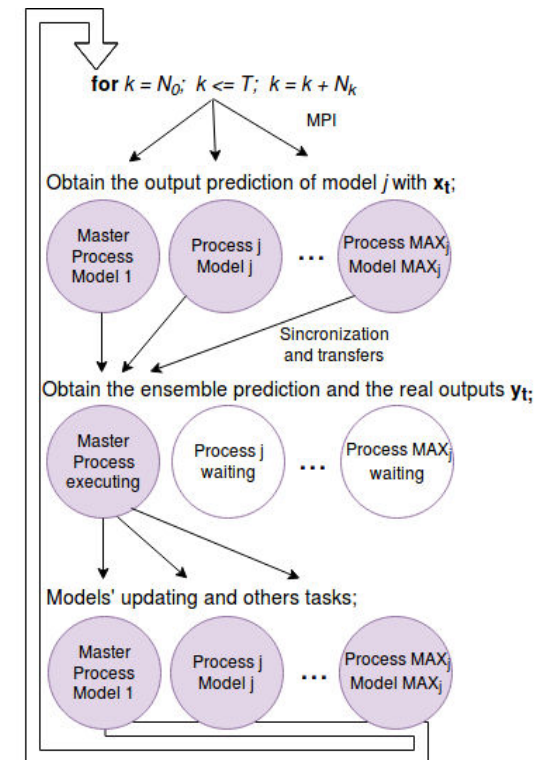 for k = N₀; k <= T; k = k + Nₖ
MPI
Obtain the output prediction of model j with xₜ;
Master
Process
Model 1
Process j
Model j
...
Process MAXⱼ
Model MAXⱼ
Sincronization
and transfers
Obtain the ensemble prediction and the real outputs yₜ;
Master
Process
executing
Process j
waiting
...
Process MAXⱼ
waiting
Models' updating and others tasks;
Master
Process
Model 1
Process j
Model j
...
Process MAXⱼ
Model MAXⱼ